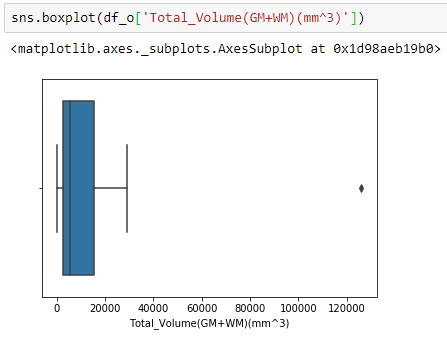 sns.boxplot(df_o['Total_Volume(GM+WM)(mm^3)'])
<matplotlib.axes._subplots.AxesSubplot at 0x1d98aeb19b0>
0 20000 40000 60000 80000 100000 120000
Total_Volume(GM+WM)(mm^3)